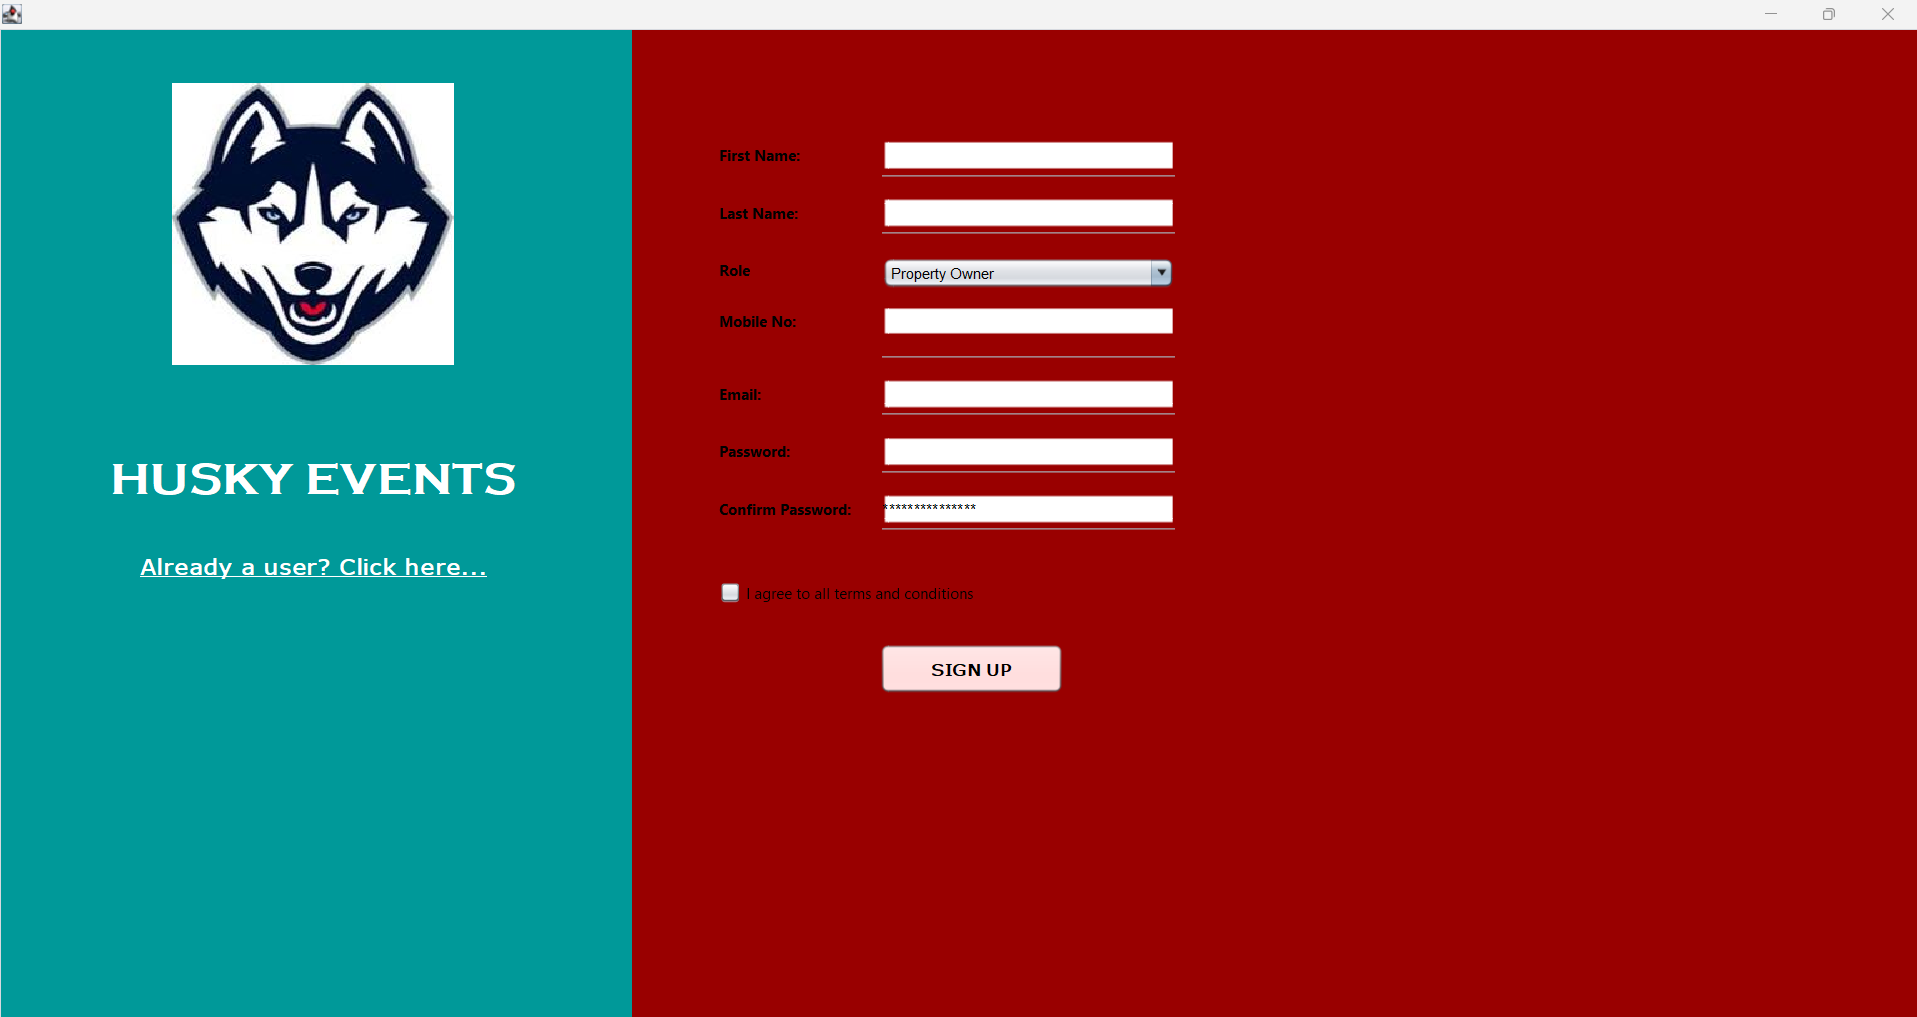 HUSKY EVENTS
Already a user? Click here...
First Name:
Last Name:
Role
Property Owner
Mobile No:
Email:
Password:
Confirm Password:
***************
I agree to all terms and conditions
SIGN UP